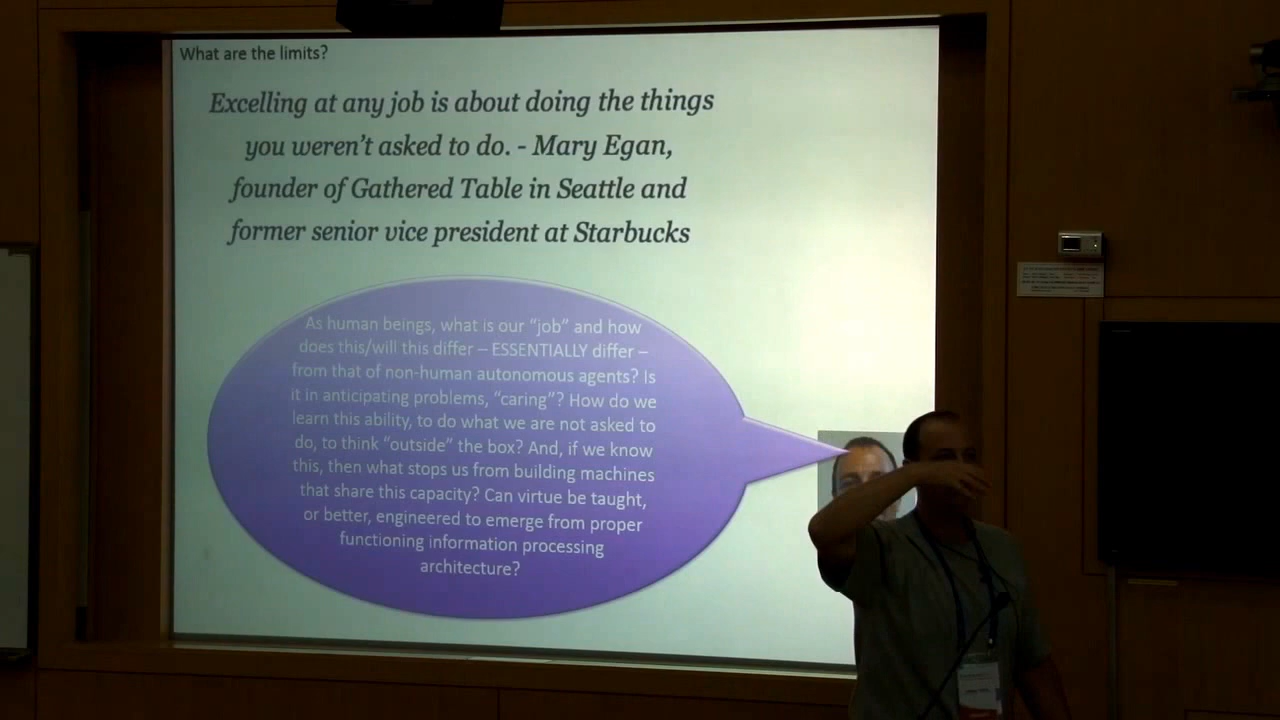 What are the limits?
Excelling at any job is about doing the things
you weren't asked to do. - Mary Egan,
founder of Gathered Table in Seattle and
former senior vice president at Starbucks
As human beings, what is our “job” and how
does this/will this differ – ESSENTIALLY differ –
from that of non-human autonomous agents? Is
it in anticipating problems, “caring”? How do we
learn this ability, to do what we are not asked to
do, to think “outside” the box? And, if we know
this, then what stops us from building machines
that share this capacity? Can virtue be taught,
or better, engineered to emerge from proper
functioning information processing
architecture?